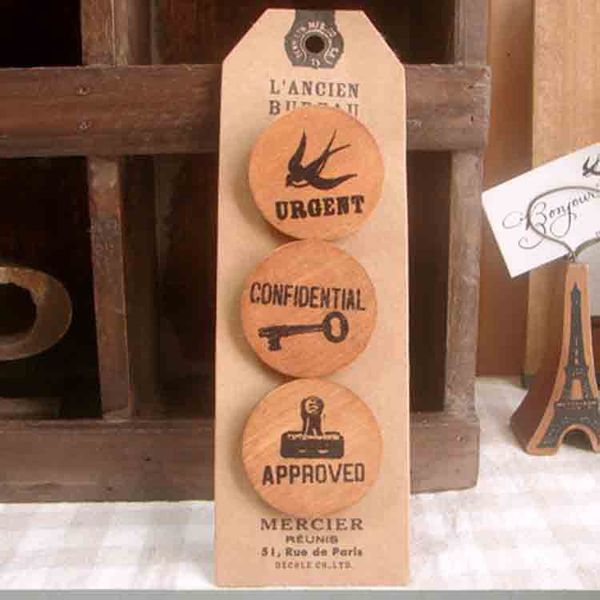 L'ANCIEN
BUREAU
URGENT
CONFIDENTIAL
APPROVED
MERCIER
RÉUNIS
51, Rue de Paris
DECOLE CO.,LTD.
Bonjour